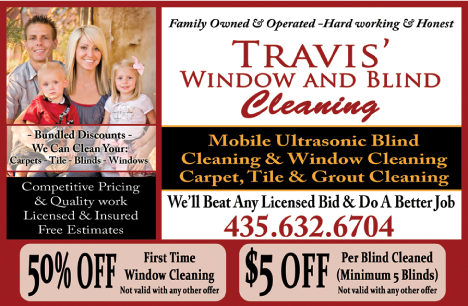 Family Owned & Operated -Hard working & Honest
TRAVIS'
WINDOW AND BLIND
Cleaning
- Bundled Discounts -
We Can Clean Your:
Carpets - Tile - Blinds - Windows
Mobile Ultrasonic Blind
Cleaning & Window Cleaning
Carpet, Tile & Grout Cleaning
Competitive Pricing
& Quality work
Licensed & Insured
Free Estimates
We'll Beat Any Licensed Bid & Do A Better Job
435.632.6704
50% OFF
First Time
Window Cleaning
Not valid with any other offer
$5 OFF
Per Blind Cleaned
(Minimum 5 Blinds)
Not valid with any other offer